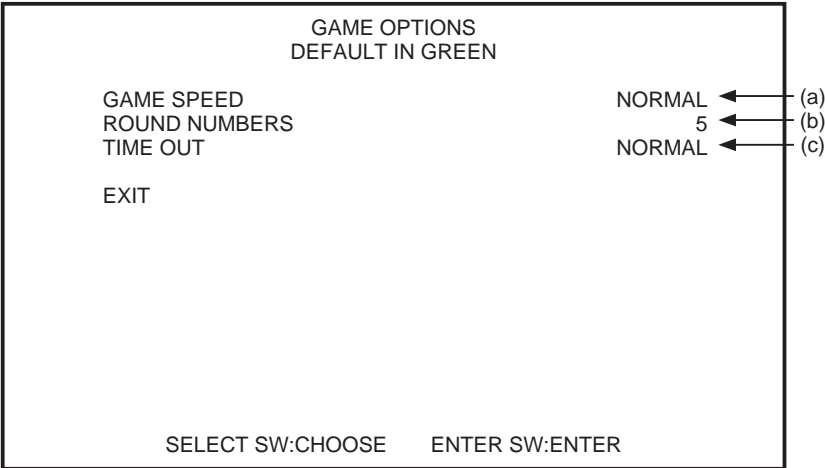 GAME OPTIONS
DEFAULT IN GREEN
GAME SPEED NORMAL (a)
ROUND NUMBERS 5 (b)
TIME OUT NORMAL (c)
EXIT
SELECT SW:CHOOSE ENTER SW:ENTER